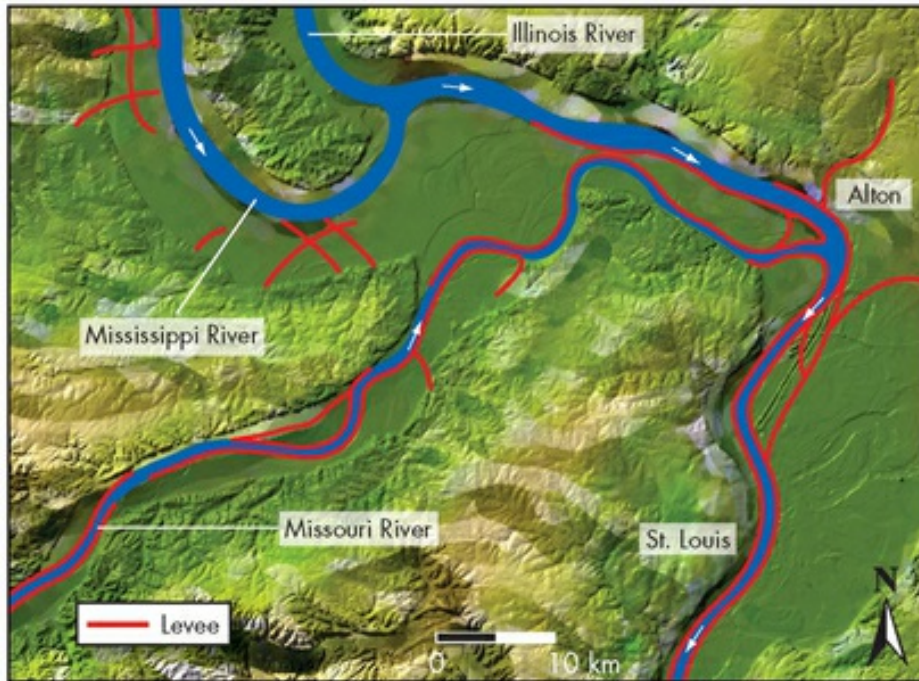 Illinois River
Alton
Mississippi River
Missouri River
St. Louis
N
Levee
0 10 km